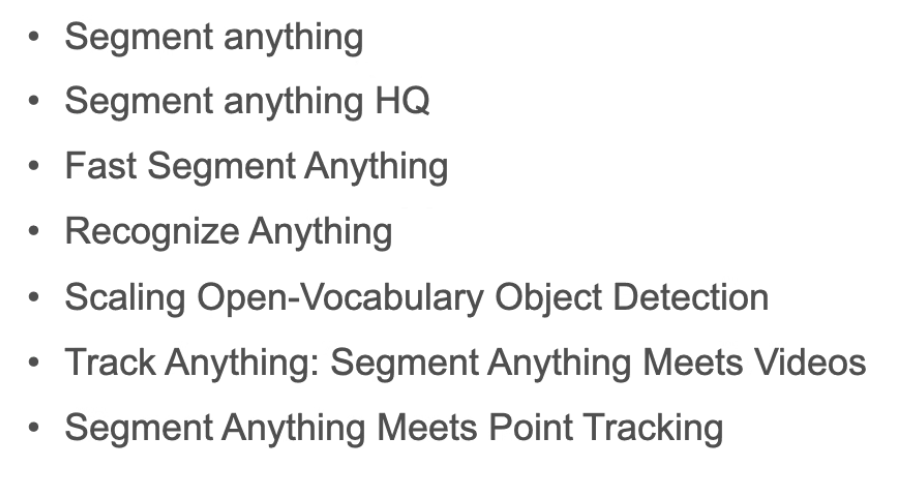 • Segment anything
• Segment anything HQ
• Fast Segment Anything
• Recognize Anything
• Scaling Open-Vocabulary Object Detection
• Track Anything: Segment Anything Meets Videos
• Segment Anything Meets Point Tracking